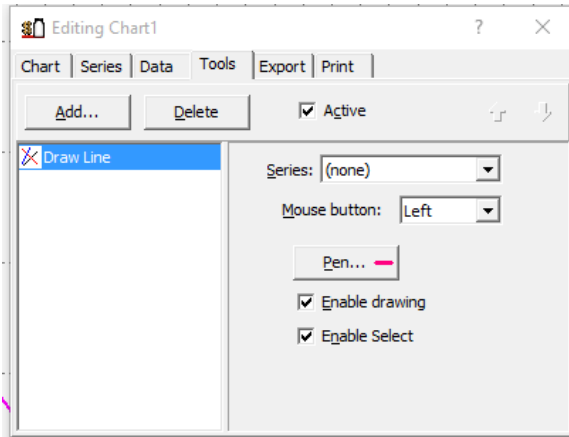 Editing Chart1 ?
Chart Series Data Tools Export Print
Add... Delete Active
Draw Line
Series: (none)
Mouse button: Left
Pen...
Enable drawing
Enable Select